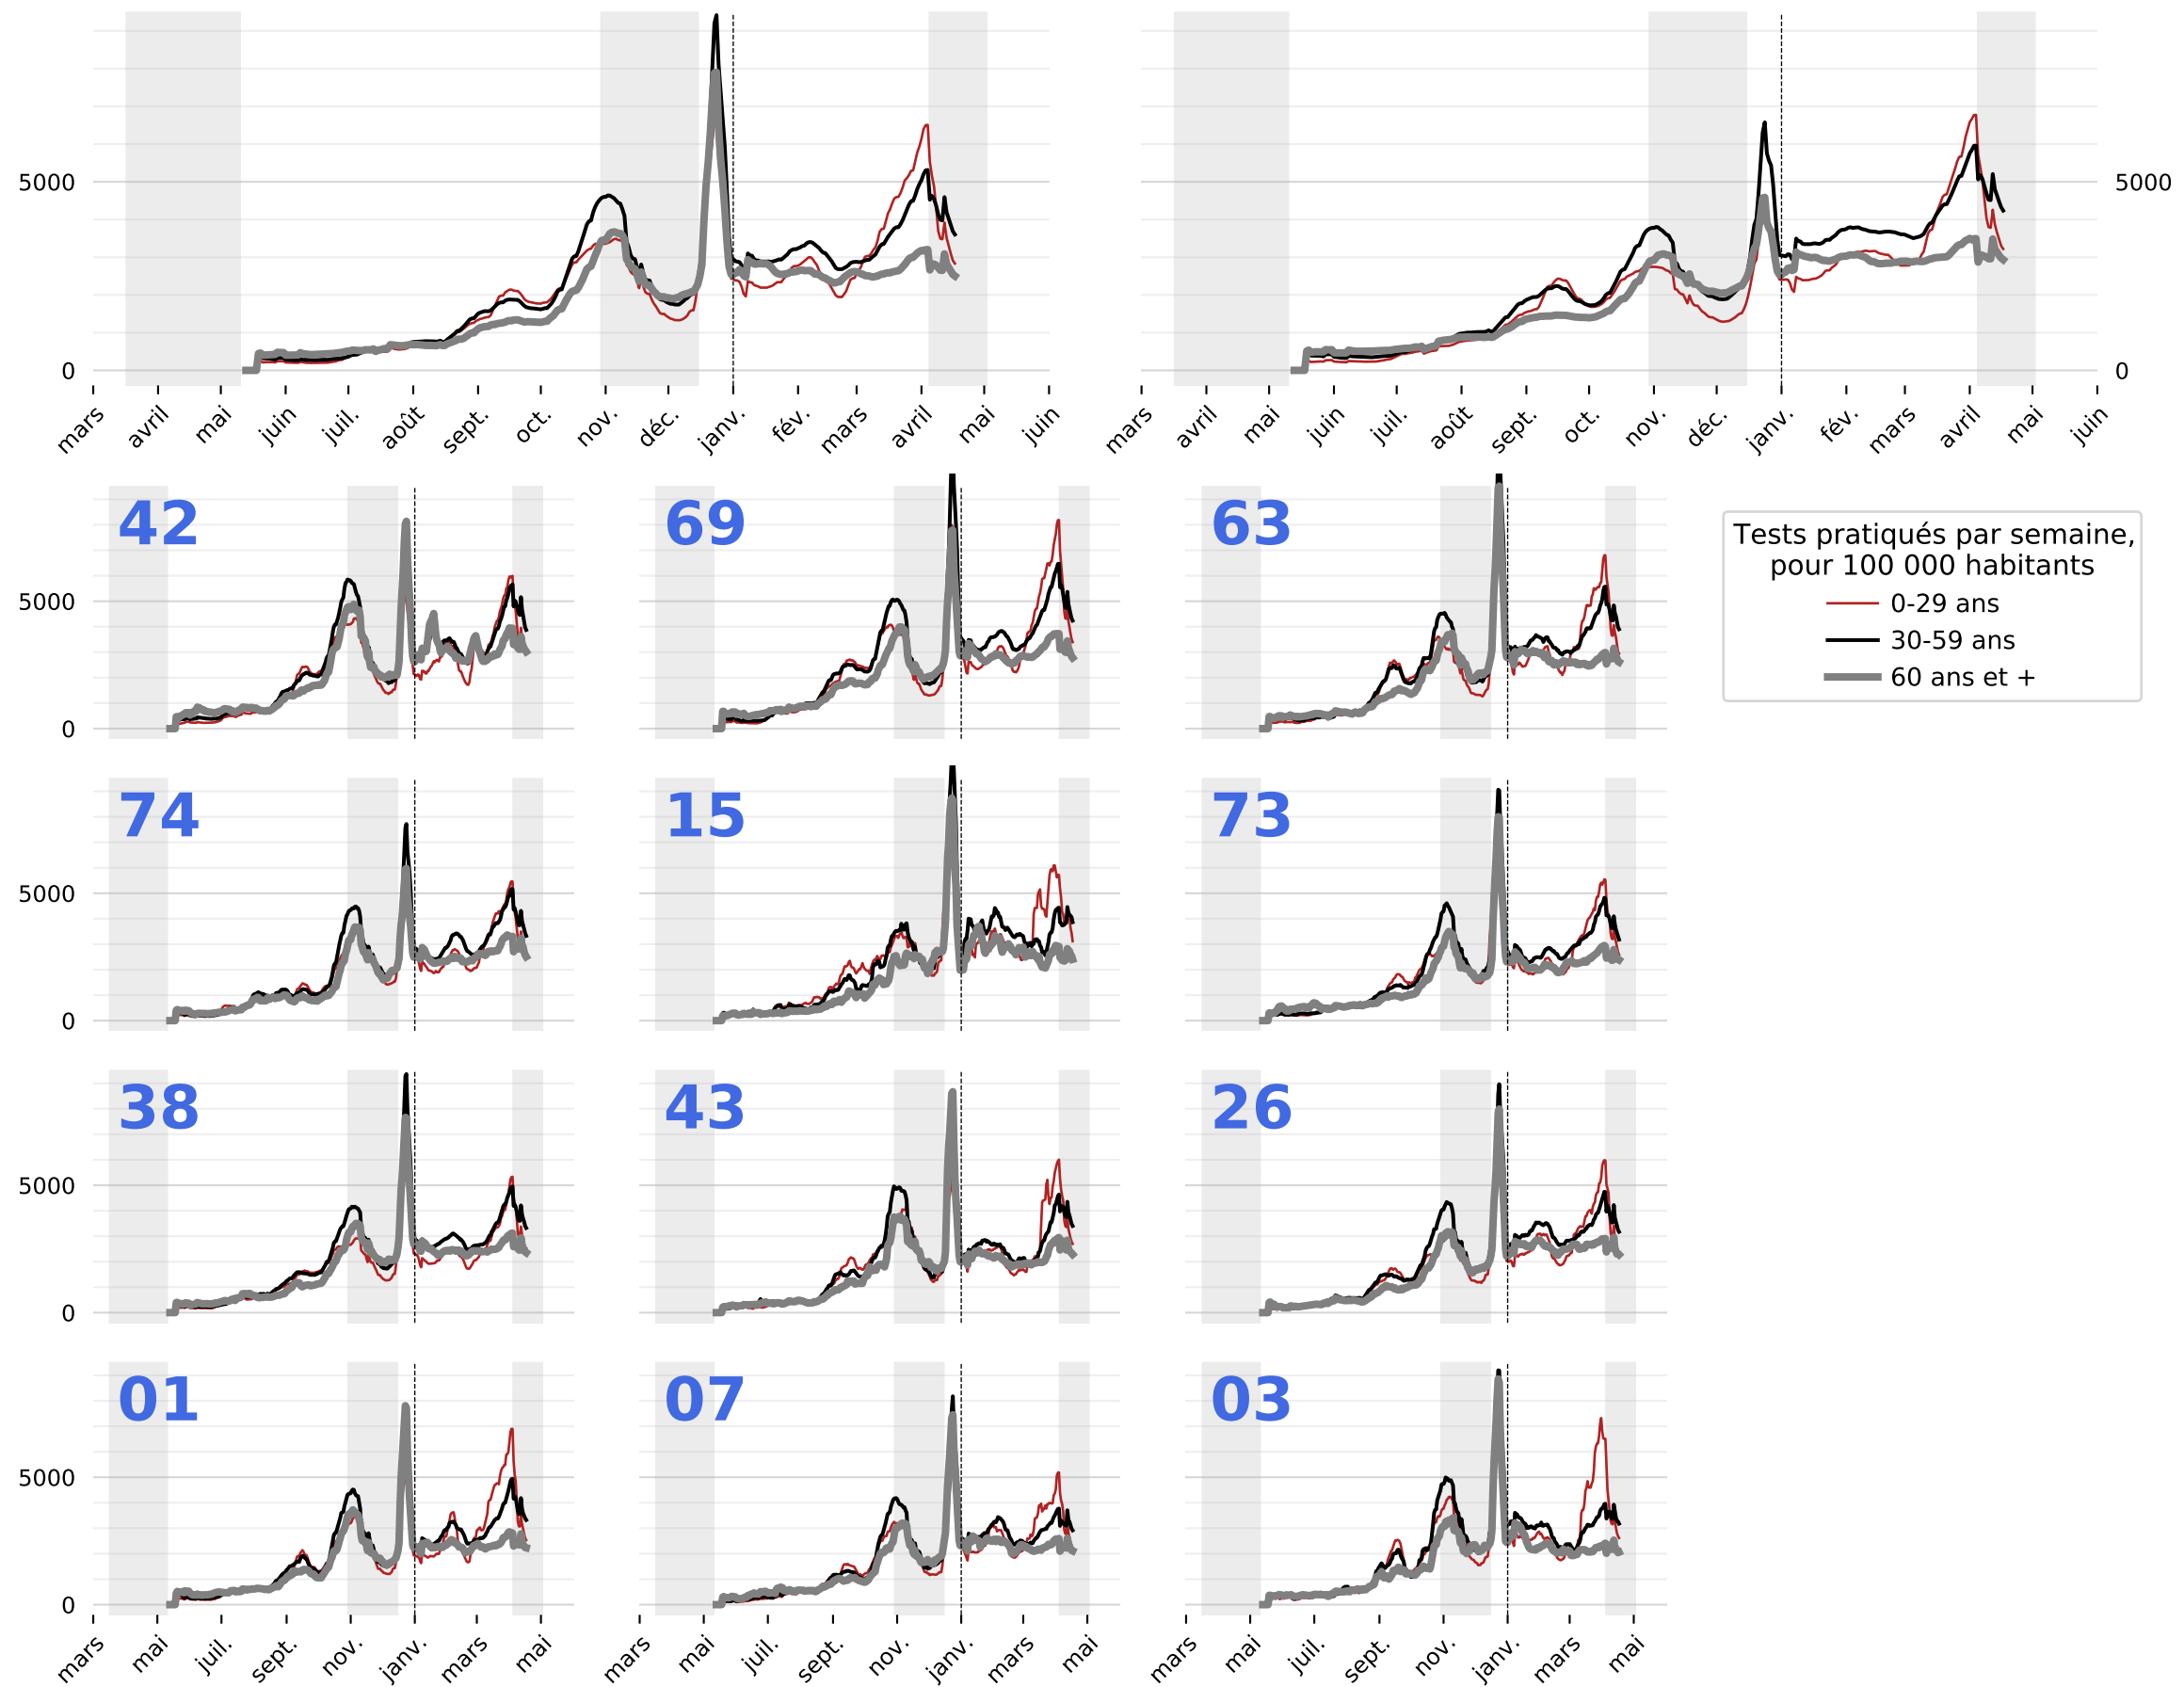 5000
0
mars avril mai juin juil. août sept. oct. nov. déc. janv. fév. mars avril mai juin
5000
0
mars avril mai juin juil. août sept. oct. nov. déc. janv. fév. mars avril mai juin
42
69
63
5000
0
Tests pratiqués par semaine,
pour 100 000 habitants
0-29 ans
30-59 ans
60 ans et +
74
15
73
5000
0
38
43
26
5000
0
01
07
03
5000
0
mars mai juil. sept. nov. janv. mars mai
mars mai juil. sept. nov. janv. mars mai
mars mai juil. sept. nov. janv. mars mai